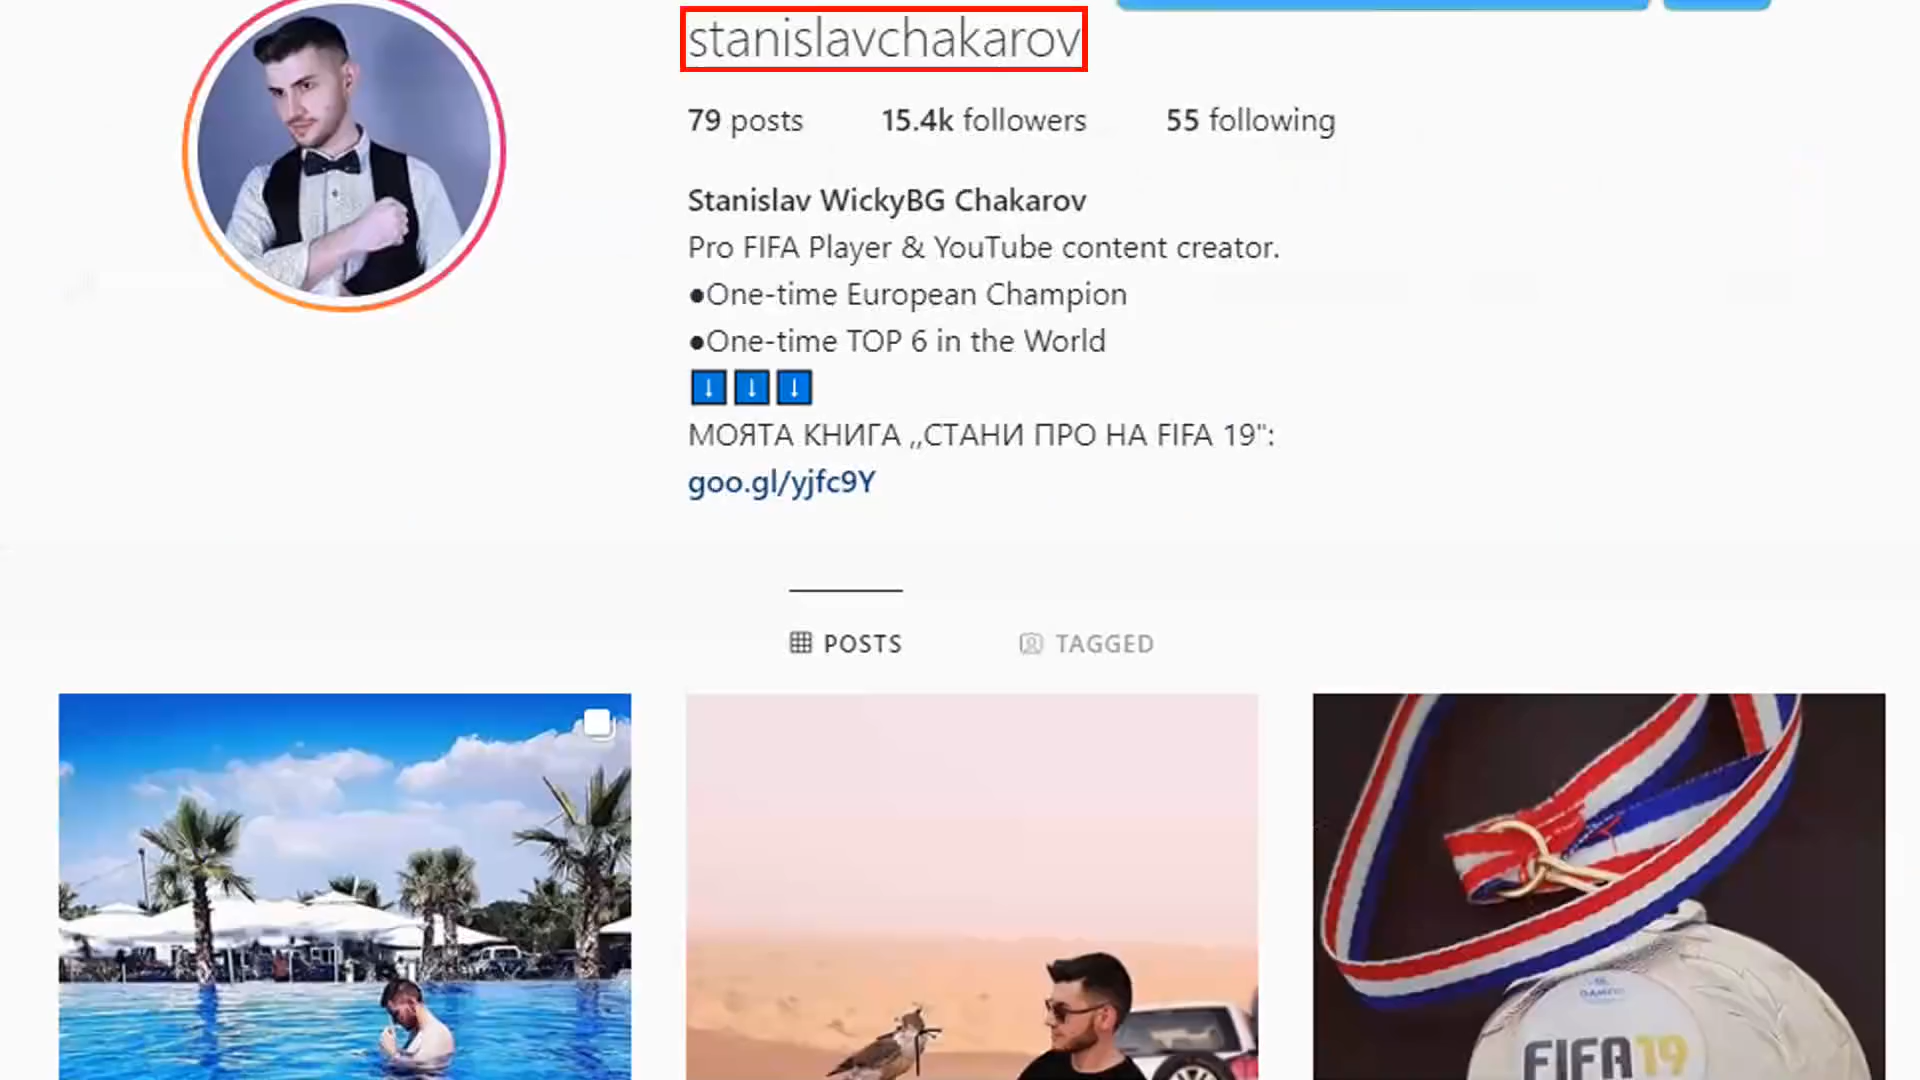 stanislavchakarov
79 posts 15.4k followers 55 following
Stanislav WickyBG Chakarov
Pro FIFA Player & YouTube content creator.
●One-time European Champion
●One-time TOP 6 in the World
⬇⬇⬇
МОЯТА КНИГА ,,СТАНИ ПРО НА FIFA 19":
goo.gl/yjfc9Y
POSTS TAGGED
FIFA19